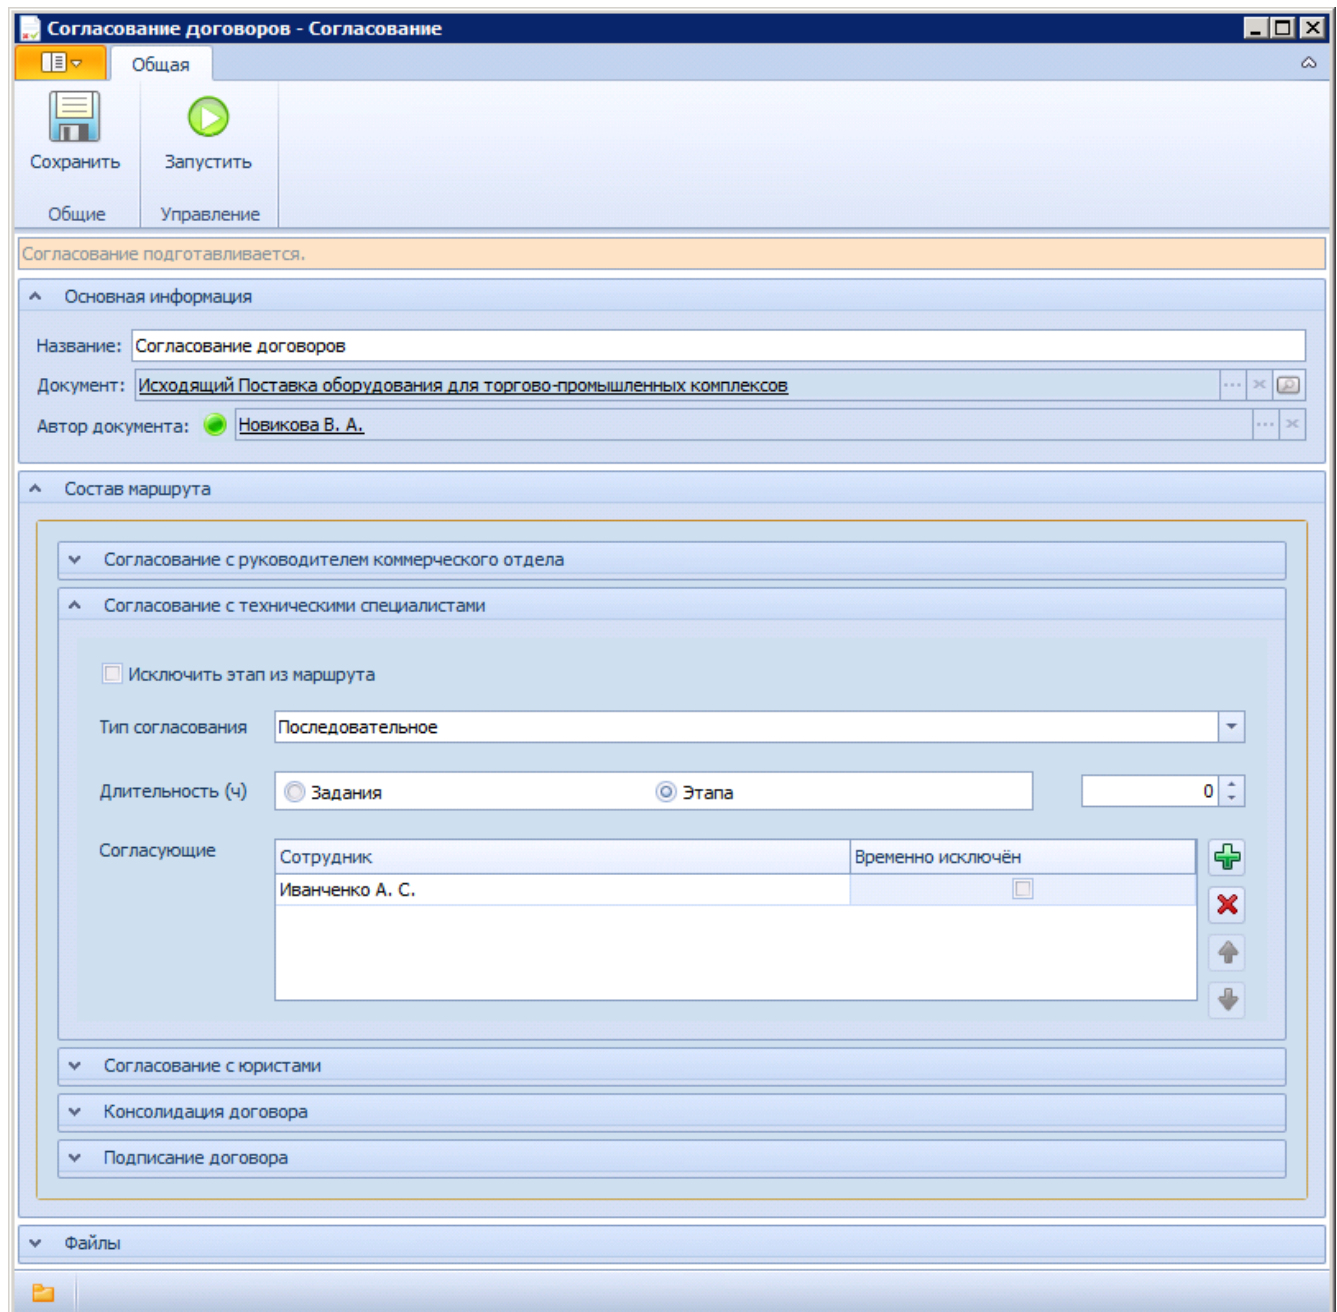 Согласование договоров - Согласование
Общая
Сохранить
Запустить
Общие
Управление
Согласование подготавливается.
Основная информация
Название: Согласование договоров
Документ: Исходящий Поставка оборудования для торгово-промышленных комплексов
Автор документа: Новикова В. А.
Состав маршрута
Согласование с руководителем коммерческого отдела
Согласование с техническими специалистами
Исключить этап из маршрута
Тип согласования Последовательное
Длительность (ч) Задания Этапа 0
Согласующие Сотрудник Временно исключён
Иванченко А. С.
Согласование с юристами
Консолидация договора
Подписание договора
Файлы